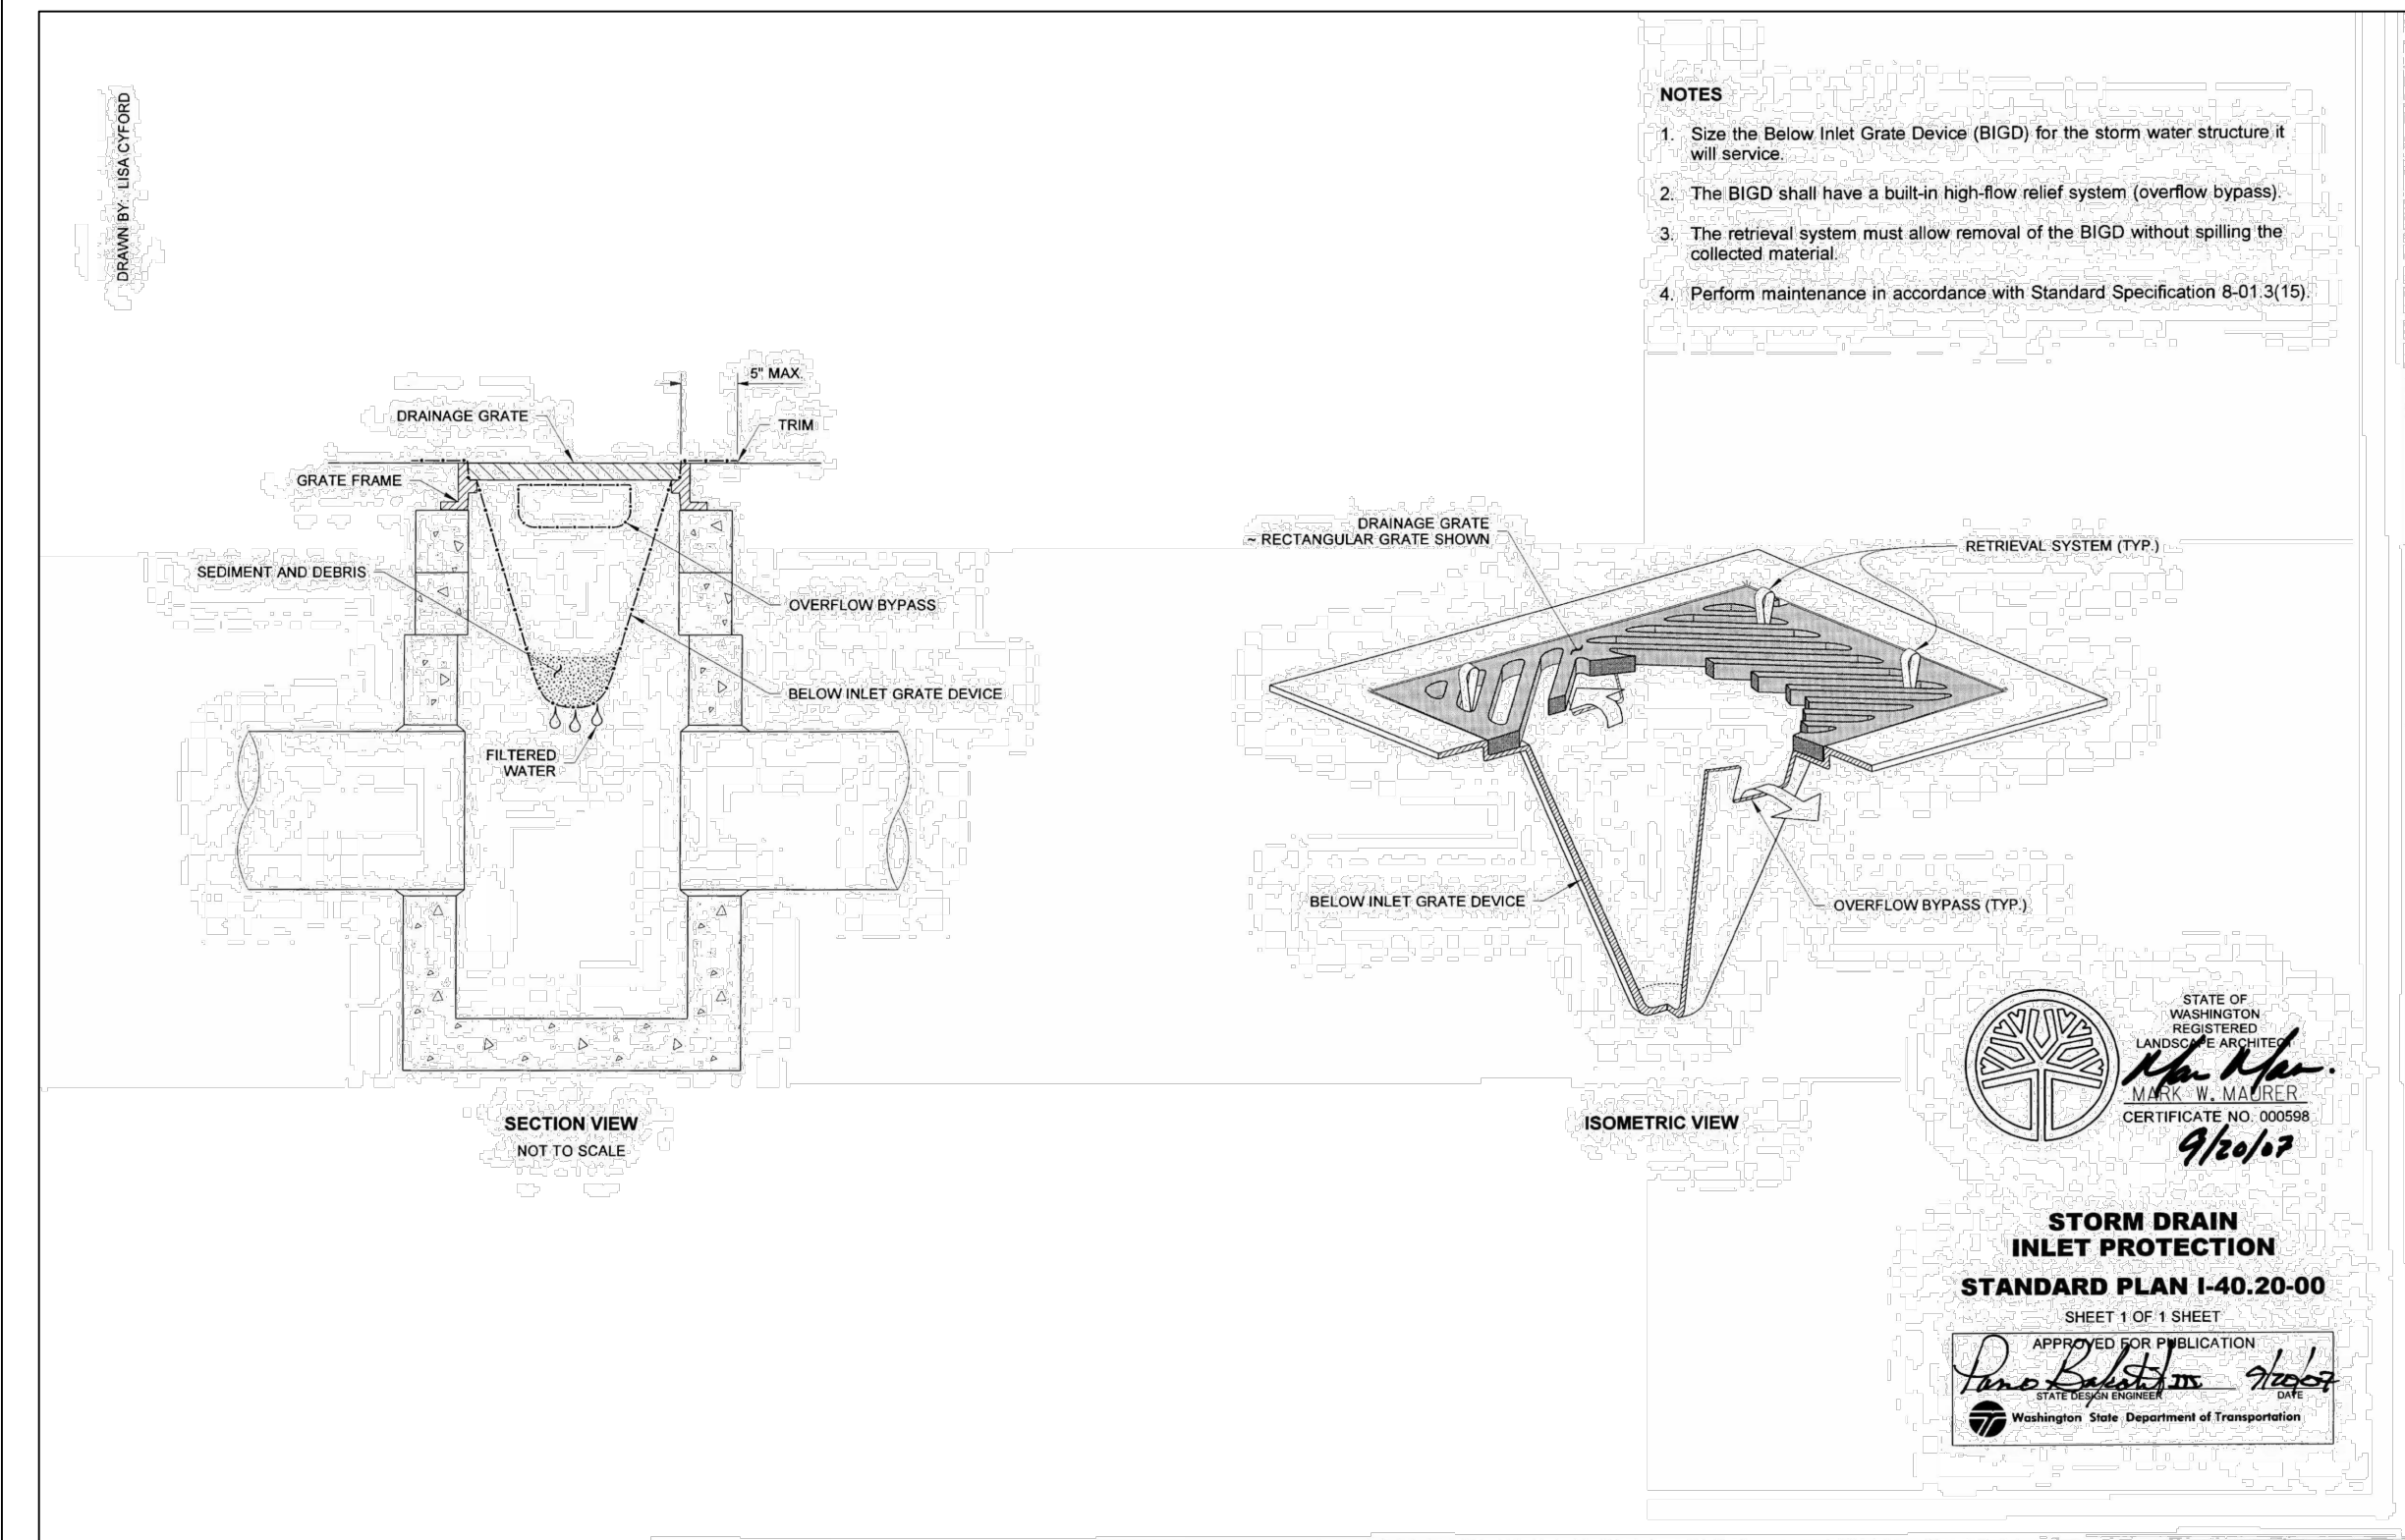 DRAWN BY: LISA CYFORD
NOTES
1. Size the Below Inlet Grate Device (BIGD) for the storm water structure it
will service.
2. The BIGD shall have a built-in high-flow relief system (overflow bypass).
3. The retrieval system must allow removal of the BIGD without spilling the
collected material.
4. Perform maintenance in accordance with Standard Specification 8-01.3(15).
5" MAX.
DRAINAGE GRATE
TRIM
GRATE FRAME
SEDIMENT AND DEBRIS
OVERFLOW BYPASS
BELOW INLET GRATE DEVICE
FILTERED
WATER
SECTION VIEW
NOT TO SCALE
DRAINAGE GRATE
~ RECTANGULAR GRATE SHOWN
RETRIEVAL SYSTEM (TYP.)
BELOW INLET GRATE DEVICE
OVERFLOW BYPASS (TYP.)
ISOMETRIC VIEW
STATE OF
WASHINGTON
REGISTERED
LANDSCAPE ARCHITECT
MARK W. MAURER
CERTIFICATE NO. 000598
9/20/07
STORM DRAIN
INLET PROTECTION
STANDARD PLAN I-40.20-00
SHEET 1 OF 1 SHEET
APPROVED FOR PUBLICATION
9/20/07
STATE DESIGN ENGINEER
DATE
Washington State Department of Transportation